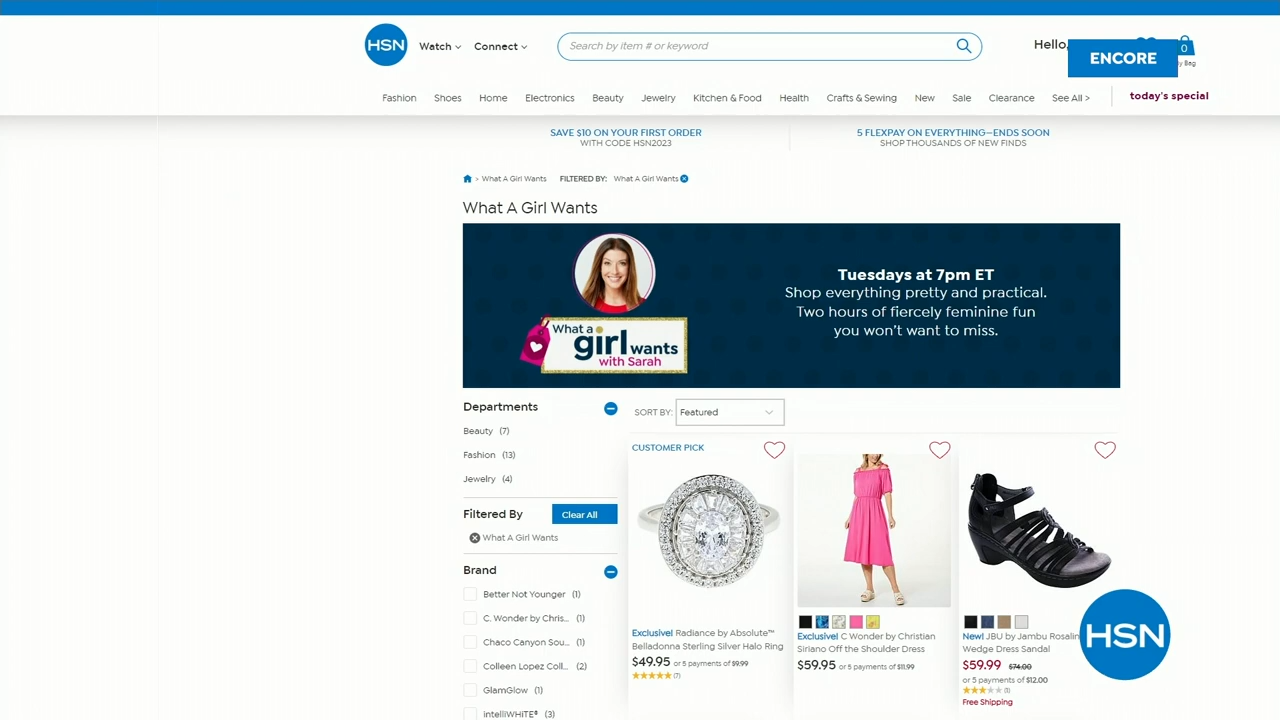 HSN
Watch
Connect
Search by item # or keyword
Hello,
ENCORE
0
Bag
Fashion
Shoes
Home
Electronics
Beauty
Jewelry
Kitchen & Food
Health
Crafts & Sewing
New
Sale
Clearance
See All >
today's special
SAVE $10 ON YOUR FIRST ORDER
WITH CODE HSN2023
5 FLEXPAY ON EVERYTHING—ENDS SOON
SHOP THOUSANDS OF NEW FINDS
> What A Girl Wants
FILTERED BY: What A Girl Wants
What A Girl Wants
What a
girl wants
with Sarah
Tuesdays at 7pm ET
Shop everything pretty and practical.
Two hours of fiercely feminine fun
you won't want to miss.
Departments
Beauty (7)
Fashion (13)
Jewelry (4)
Filtered By
Clear All
What A Girl Wants
Brand
Better Not Younger (1)
C. Wonder by Chris... (1)
Chaco Canyon Sou... (1)
Colleen Lopez Coll... (2)
GlamGlow (1)
intelliWHiTE® (3)
SORT BY: Featured
CUSTOMER PICK
Exclusive! Radiance by Absolute™
Belladonna Sterling Silver Halo Ring
$49.95 or 5 payments of $9.99
(7)
Exclusive! C Wonder by Christian
Siriano Off the Shoulder Dress
$59.95 or 5 payments of $11.99
New! JBU by Jambu Rosalin
Wedge Dress Sandal
$59.99 $74.00
or 5 payments of $12.00
(1)
Free Shipping
HSN